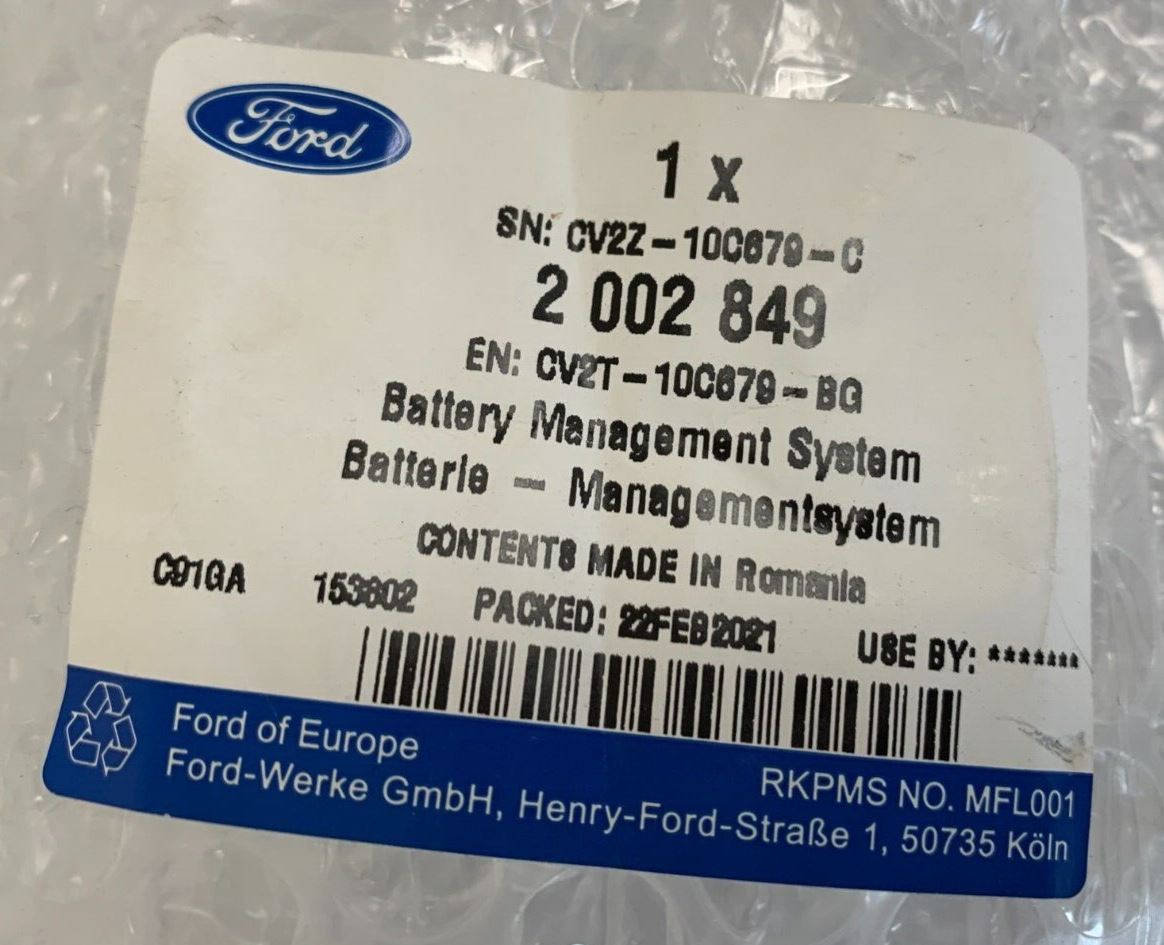 Ford
1 x
SN: CV2Z-10C679-C
2 002 849
EN: CV2T-10C679-BG
Battery Management System
Batterie - Managementsystem
CONTENTS MADE IN Romania
C91GA 153602 PACKED: 22FEB2021 USE BY: *******
Ford of Europe
RKPMS NO. MFL001
Ford-Werke GmbH, Henry-Ford-Straße 1, 50735 Köln